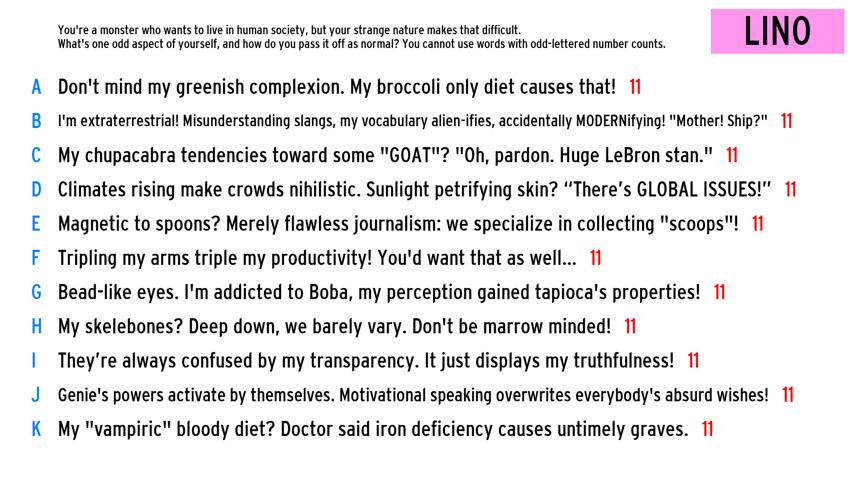 You're a monster who wants to live in human society, but your strange nature makes that difficult.
What's one odd aspect of yourself, and how do you pass it off as normal? You cannot use words with odd-lettered number counts.
LINO
A Don't mind my greenish complexion. My broccoli only diet causes that! 11
B I'm extraterrestrial! Misunderstanding slangs, my vocabulary alien-ifies, accidentally MODERNifying! "Mother! Ship?" 11
C My chupacabra tendencies toward some "GOAT"? "Oh, pardon. Huge LeBron stan." 11
D Climates rising make crowds nihilistic. Sunlight petrifying skin? “There’s GLOBAL ISSUES!” 11
E Magnetic to spoons? Merely flawless journalism: we specialize in collecting "scoops"! 11
F Tripling my arms triple my productivity! You'd want that as well... 11
G Bead-like eyes. I'm addicted to Boba, my perception gained tapioca's properties! 11
H My skelebones? Deep down, we barely vary. Don't be marrow minded! 11
I They’re always confused by my transparency. It just displays my truthfulness! 11
J Genie's powers activate by themselves. Motivational speaking overwrites everybody's absurd wishes! 11
K My "vampiric" bloody diet? Doctor said iron deficiency causes untimely graves. 11